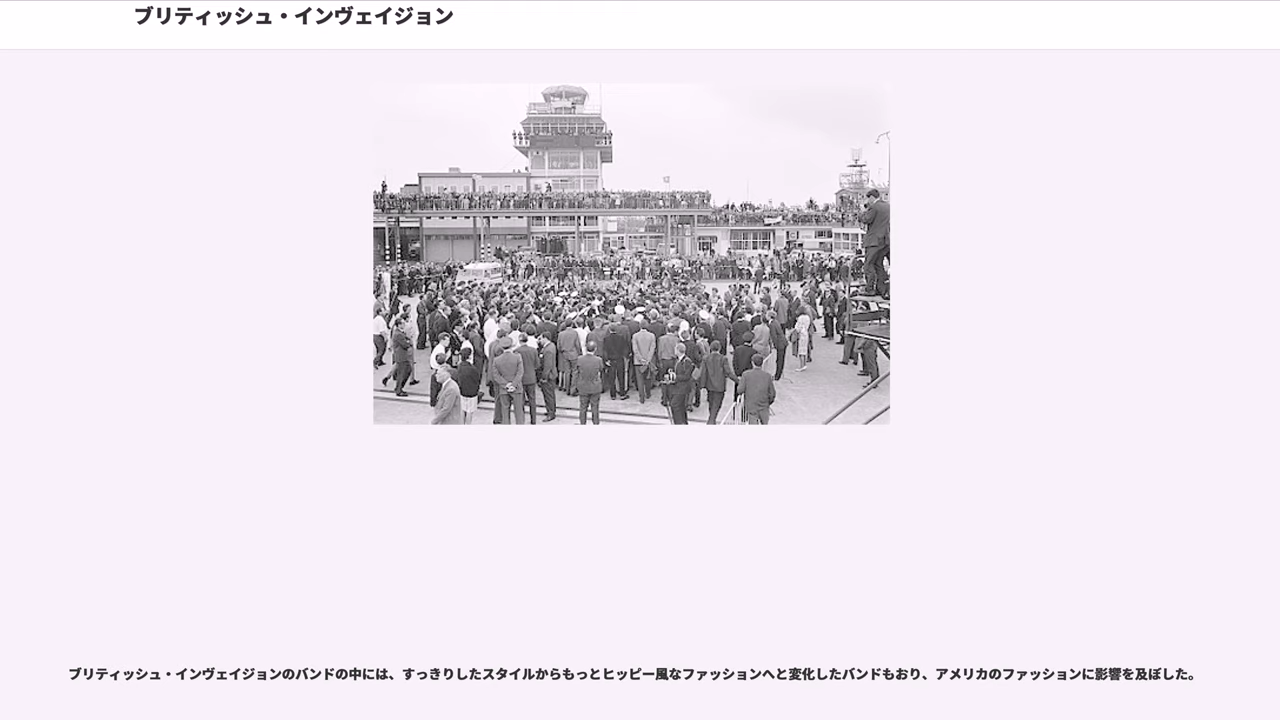 ブリティッシュ・インヴェイジョン
ブリティッシュ・インヴェイジョンのバンドの中には、すっきりしたスタイルからもっとヒッピー風なファッションへと変化したバンドもおり、アメリカのファッションに影響を及ぼした。